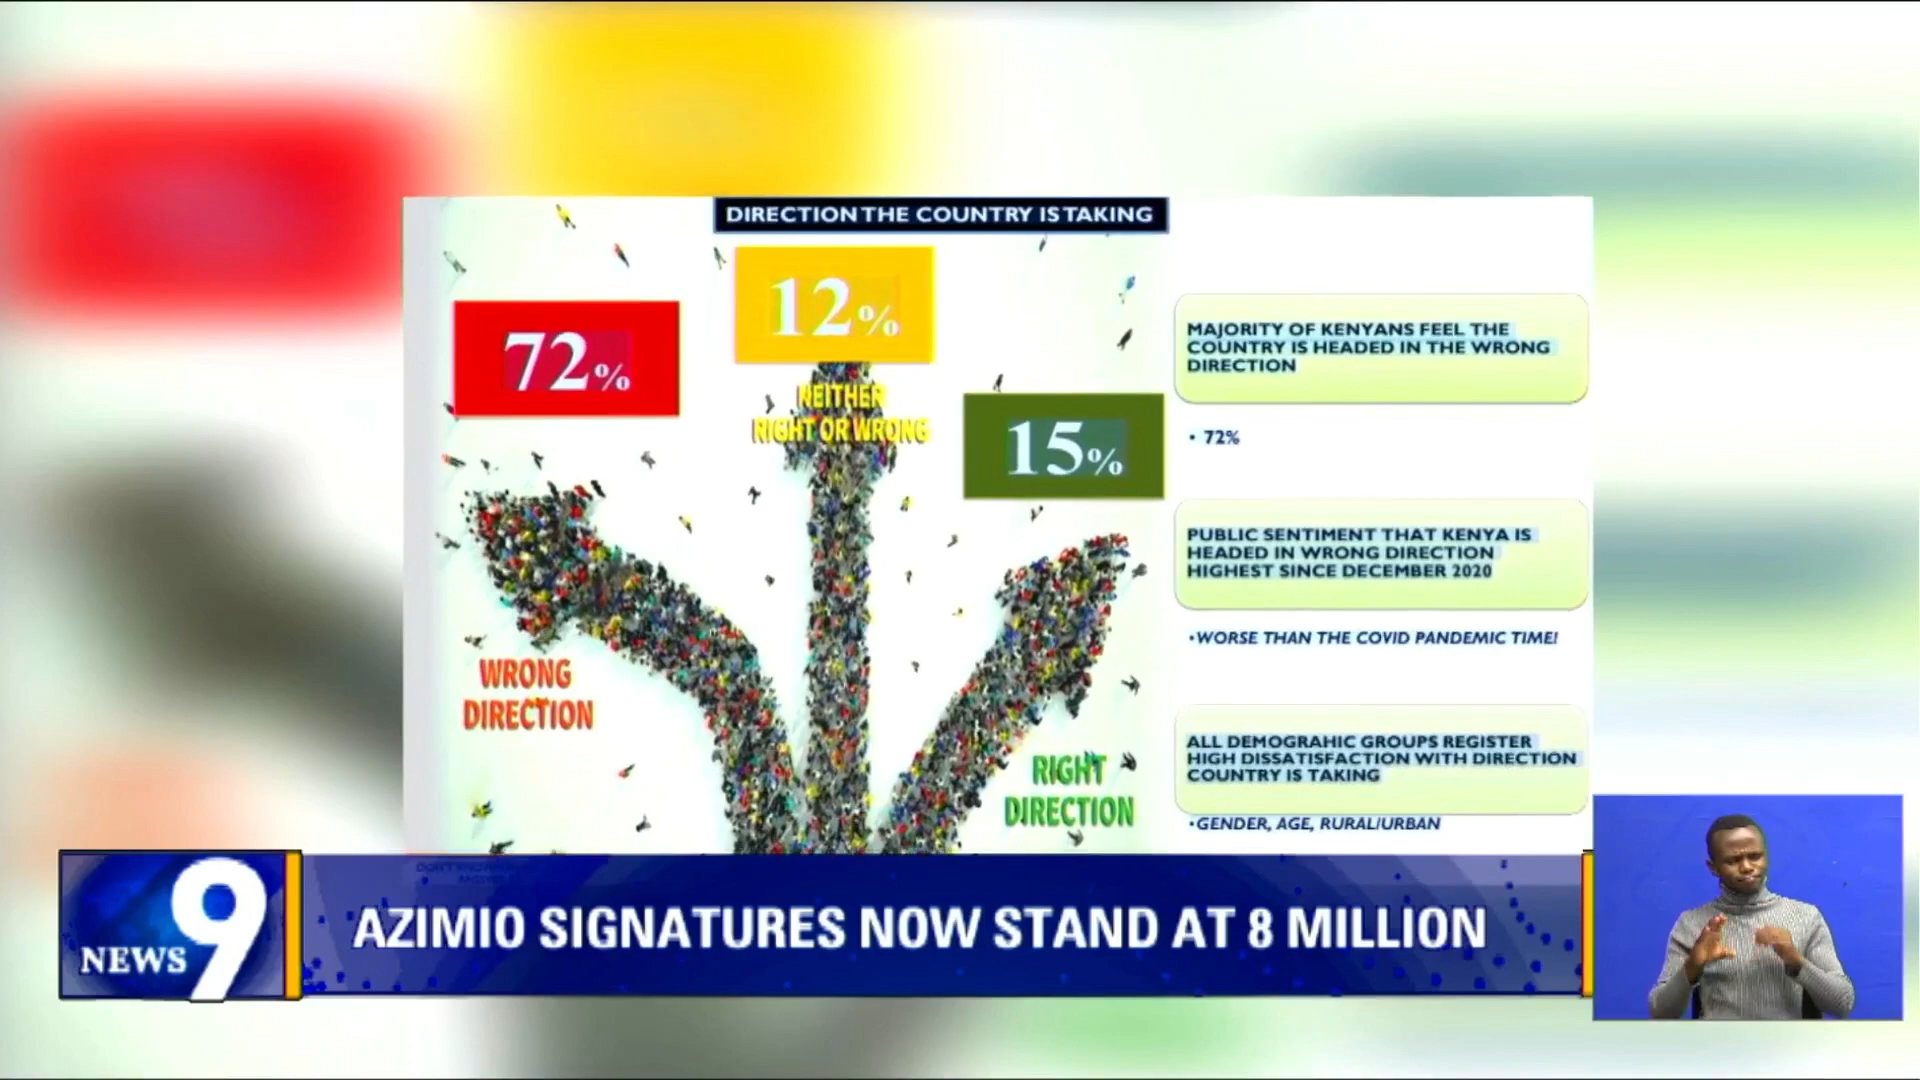 DIRECTION THE COUNTRY IS TAKING
72%
12%
NEITHER
RIGHT OR WRONG
15%
WRONG
DIRECTION
RIGHT
DIRECTION
MAJORITY OF KENYANS FEEL THE
COUNTRY IS HEADED IN THE WRONG
DIRECTION
• 72%
PUBLIC SENTIMENT THAT KENYA IS
HEADED IN WRONG DIRECTION
HIGHEST SINCE DECEMBER 2020
•WORSE THAN THE COVID PANDEMIC TIME!
ALL DEMOGRAHIC GROUPS REGISTER
HIGH DISSATISFACTION WITH DIRECTION
COUNTRY IS TAKING
•GENDER, AGE, RURAL/URBAN
NEWS 9
AZIMIO SIGNATURES NOW STAND AT 8 MILLION